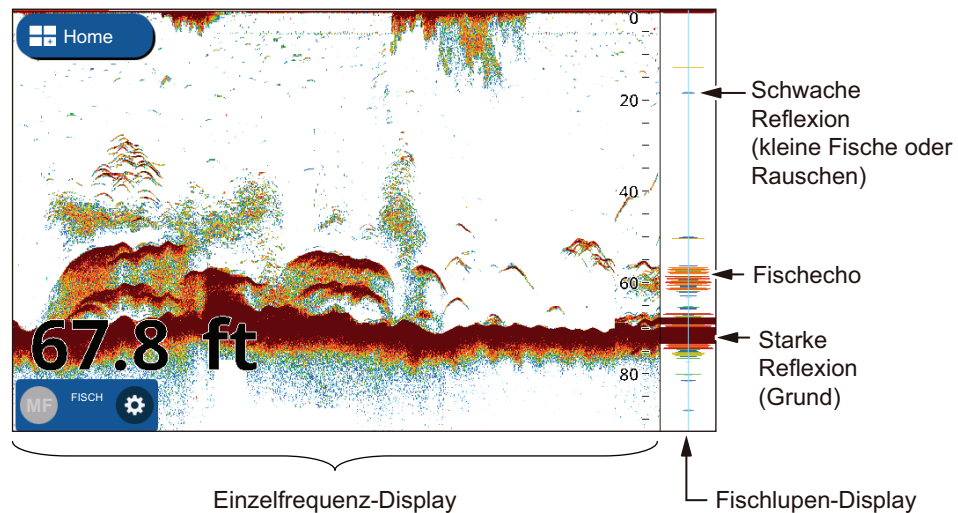 Home
0
20
40
60
80
67.8 ft
MF
FISCH
Schwache
Reflexion
(kleine Fische oder
Rauschen)
Fischecho
Starke
Reflexion
(Grund)
Einzelfrequenz-Display
Fischlupen-Display